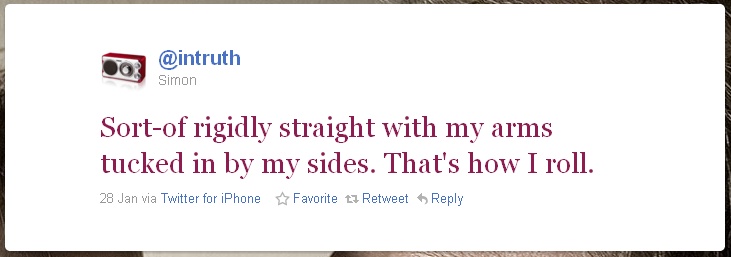 @intruth
Simon
Sort-of rigidly straight with my arms
tucked in by my sides. That's how I roll.
28 Jan via Twitter for iPhone Favorite Retweet Reply